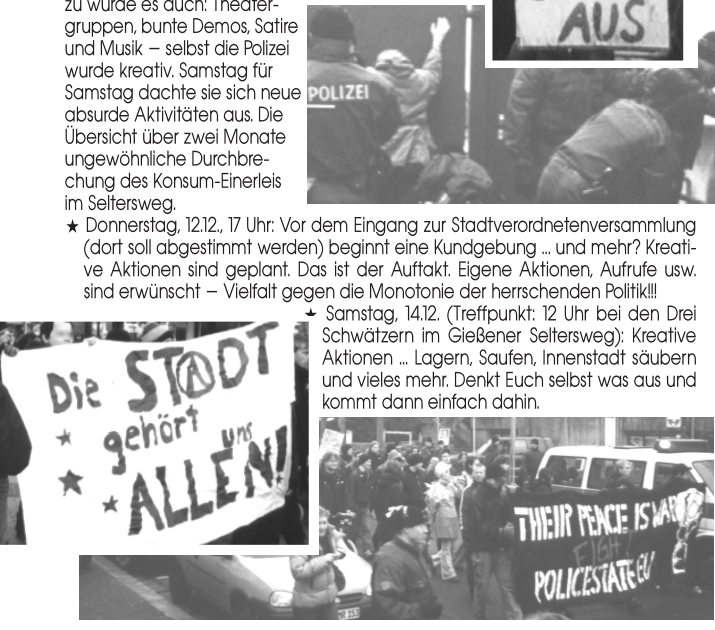 zu wurde es auch: Theater-
gruppen, bunte Demos, Satire
und Musik – selbst die Polizei
wurde kreativ. Samstag für
Samstag dachte sie sich neue
absurde Aktivitäten aus. Die
Übersicht über zwei Monate
ungewöhnliche Durchbre-
chung des Konsum-Einerleis
im Seltersweg.
AUS
POLIZEI
★ Donnerstag, 12.12., 17 Uhr: Vor dem Eingang zur Stadtverordnetenversammlung
(dort soll abgestimmt werden) beginnt eine Kundgebung ... und mehr? Kreati-
ve Aktionen sind geplant. Das ist der Auftakt. Eigene Aktionen, Aufrufe usw.
sind erwünscht – Vielfalt gegen die Monotonie der herrschenden Politik!!!
★ Samstag, 14.12. (Treffpunkt: 12 Uhr bei den Drei
Schwätzern im Gießener Seltersweg): Kreative
Aktionen ... Lagern, Saufen, Innenstadt säubern
und vieles mehr. Denkt Euch selbst was aus und
kommt dann einfach dahin.
Die STADT
gehört uns
ALLEN!
THEIR PEACE IS WAR
FIGHT
POLICESTATE EU